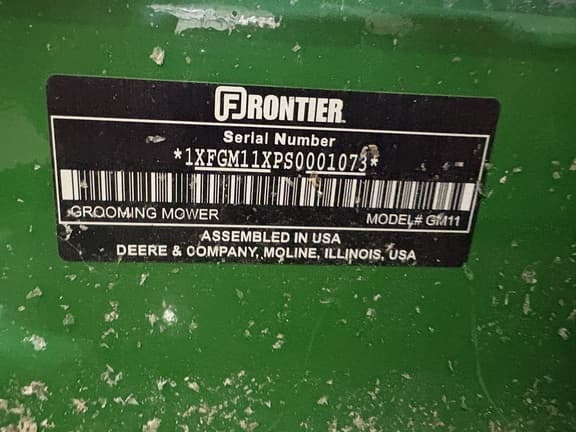 FRONTIER
Serial Number
*1XFGM11XPS0001073*
GROOMING MOWER MODEL# GM11
ASSEMBLED IN USA
DEERE & COMPANY, MOLINE, ILLINOIS, USA